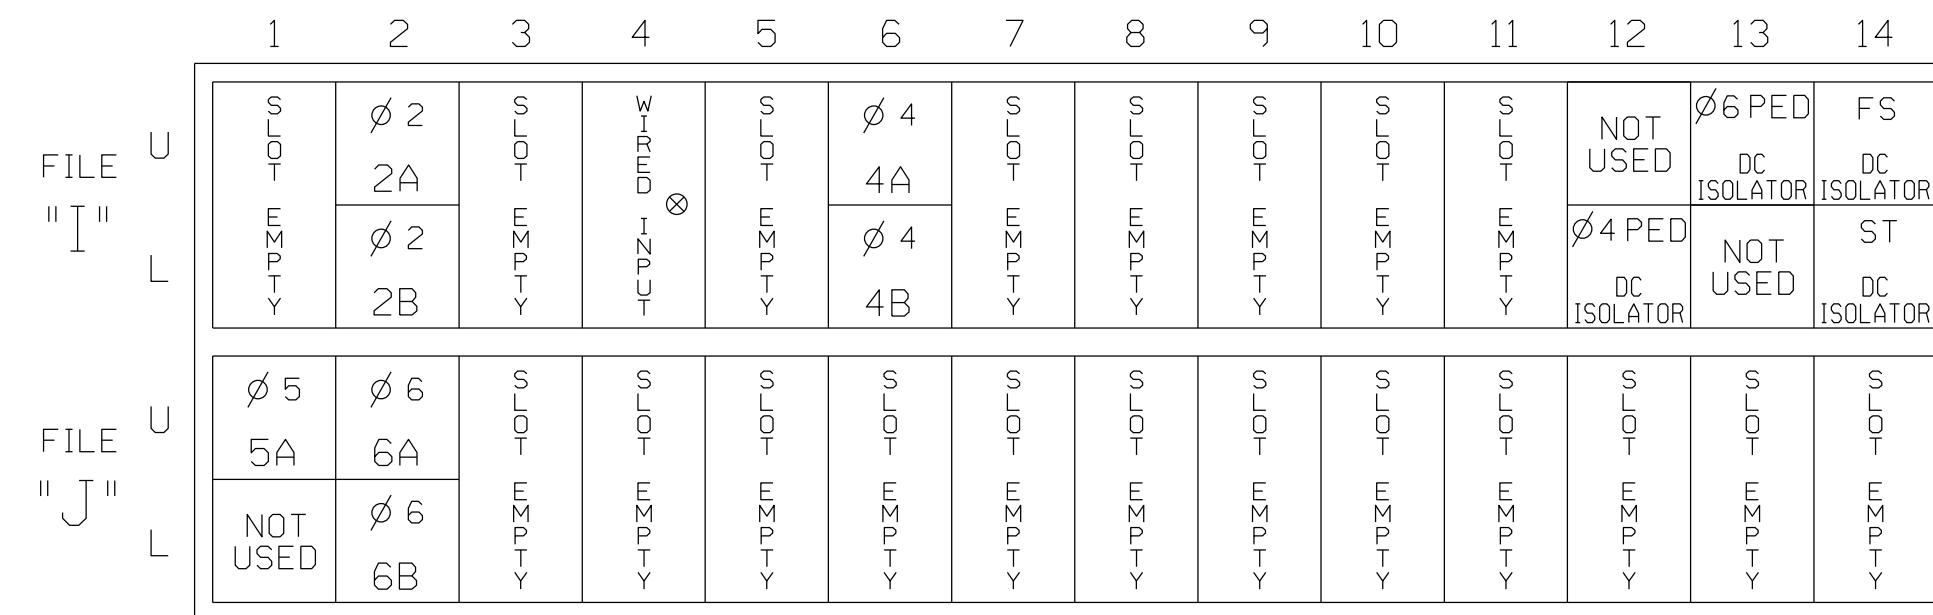 1 2 3 4 5 6 7 8 9 10 11 12 13 14
FILE "I"
U
L
SLOT EMPTY
Ø 2
2A
Ø 2
2B
SLOT EMPTY
WIRED INPUT
⊗
SLOT EMPTY
Ø 4
4A
Ø 4
4B
SLOT EMPTY
SLOT EMPTY
SLOT EMPTY
SLOT EMPTY
SLOT EMPTY
NOT
USED
Ø4 PED
DC
ISOLATOR
Ø6 PED
DC
ISOLATOR
NOT
USED
FS
DC
ISOLATOR
ST
DC
ISOLATOR
FILE "J"
U
L
Ø 5
5A
NOT
USED
Ø 6
6A
Ø 6
6B
SLOT EMPTY
SLOT EMPTY
SLOT EMPTY
SLOT EMPTY
SLOT EMPTY
SLOT EMPTY
SLOT EMPTY
SLOT EMPTY
SLOT EMPTY
SLOT EMPTY
SLOT EMPTY
SLOT EMPTY